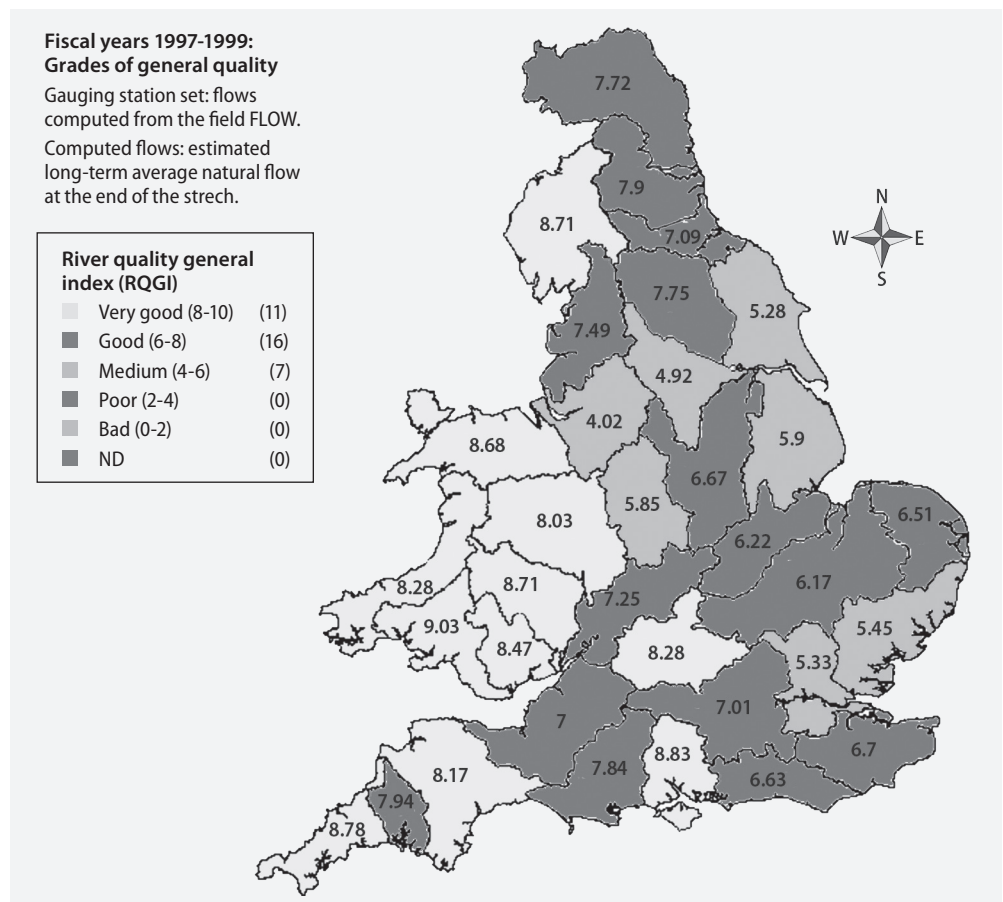 Fiscal years 1997-1999:
Grades of general quality
Gauging station set: flows
computed from the field FLOW.
Computed flows: estimated
long-term average natural flow
at the end of the strech.
River quality general
index (RQGI)
Very good (8-10) (11)
Good (6-8) (16)
Medium (4-6) (7)
Poor (2-4) (0)
Bad (0-2) (0)
ND (0)
N
W E
S
7.72
7.9
8.71
7.09
7.75
5.28
7.49
4.92
4.02
5.9
8.68
6.67
5.85
6.51
8.03
6.22
6.17
8.28
8.71
7.25
9.03
5.45
8.47
8.28
5.33
7.01
7
6.7
8.83
7.84
8.17
6.63
7.94
8.78